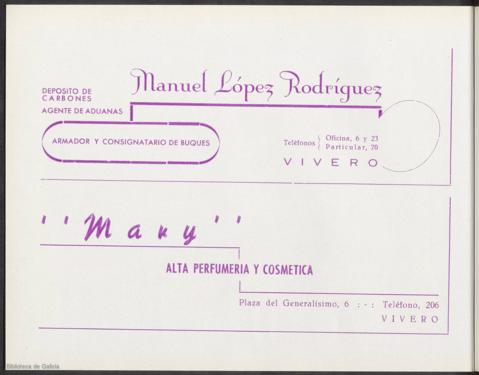 Manuel López Rodríguez
DEPOSITO DE
CARBONES
AGENTE DE ADUANAS
ARMADOR Y CONSIGNATARIO DE BUQUES
Teléfonos { Oficina, 6 y 23
Particular, 20
VIVERO
''Mary''
ALTA PERFUMERIA Y COSMETICA
Plaza del Generalísimo, 6 :-: Teléfono, 206
VIVERO
Biblioteca de Galicia